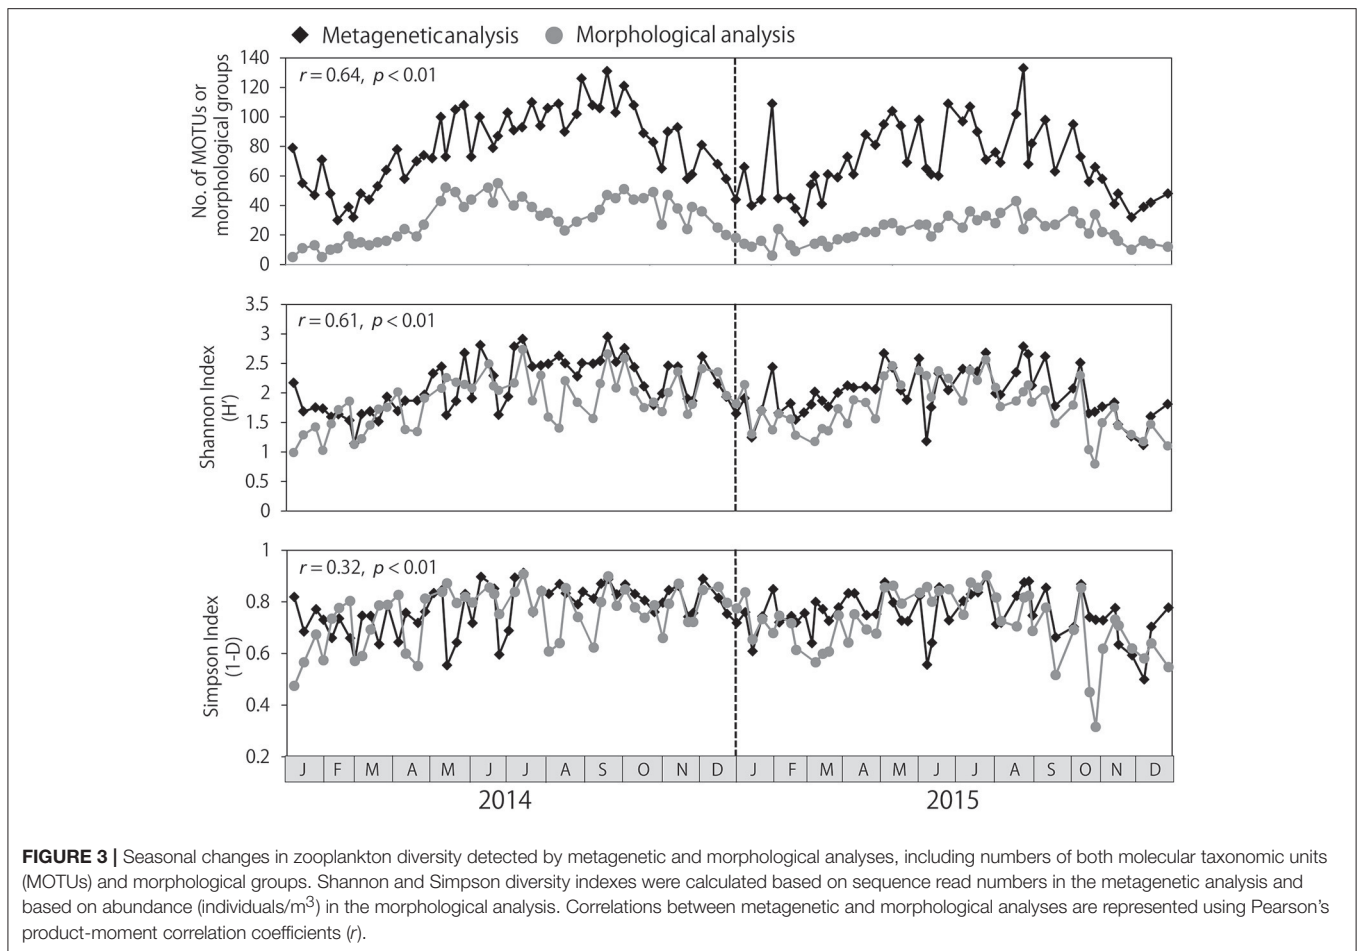 Metageneticanalysis Morphological analysis
No. of MOTUs or
morphological groups
140
120
100
80
60
40
20
0
r = 0.64, p < 0.01
Shannon Index
(H′)
3.5
3
2.5
2
1.5
1
0.5
0
r = 0.61, p < 0.01
Simpson Index
(1-D)
1
0.8
0.6
0.4
0.2
r = 0.32, p < 0.01
J F M A M J J A S O N D J F M A M J J A S O N D
2014 2015
FIGURE 3 | Seasonal changes in zooplankton diversity detected by metagenetic and morphological analyses, including numbers of both molecular taxonomic units
(MOTUs) and morphological groups. Shannon and Simpson diversity indexes were calculated based on sequence read numbers in the metagenetic analysis and
based on abundance (individuals/m³) in the morphological analysis. Correlations between metagenetic and morphological analyses are represented using Pearson's
product-moment correlation coefficients (r).